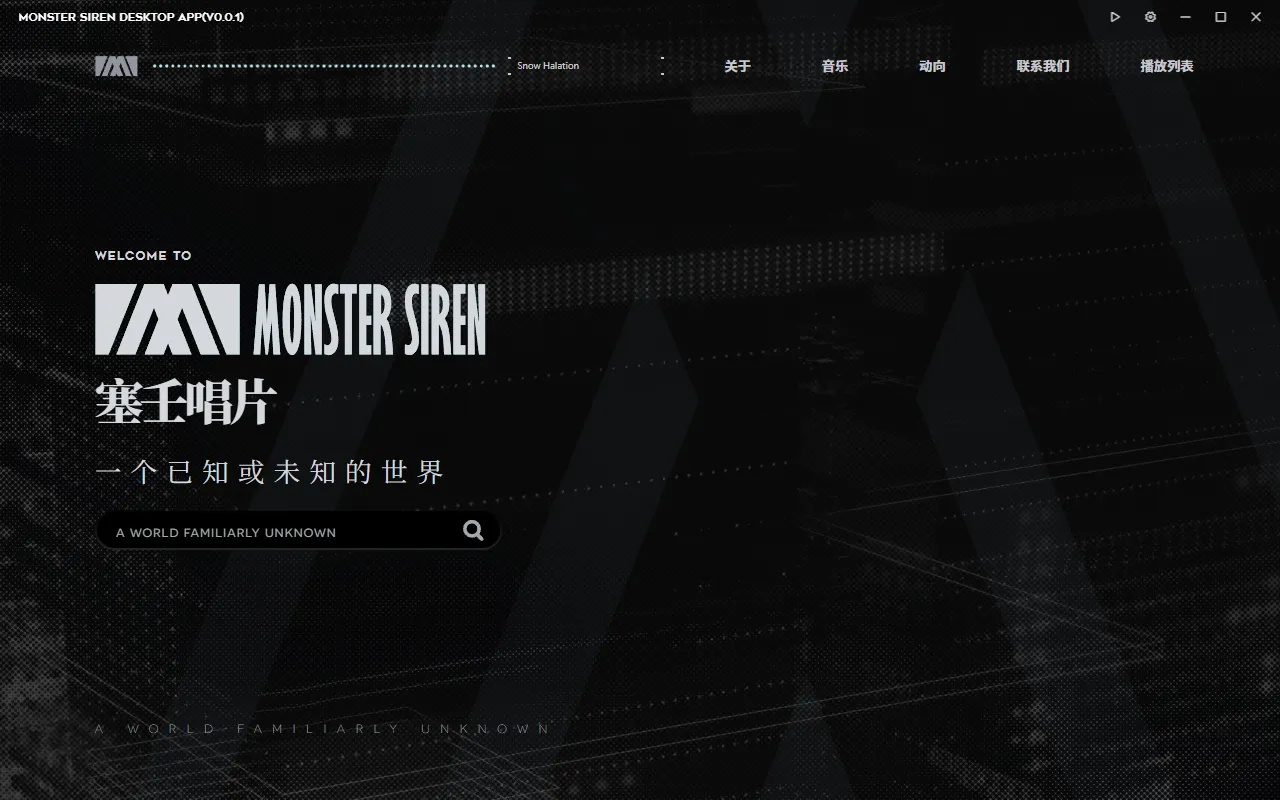 MONSTER SIREN DESKTOP APP(V0.0.1)
Snow Halation
关于
音乐
动向
联系我们
播放列表
WELCOME TO
MONSTER SIREN
塞壬唱片
一个已知或未知的世界
A WORLD FAMILIARLY UNKNOWN
A WORLD FAMILIARLY UNKNOWN